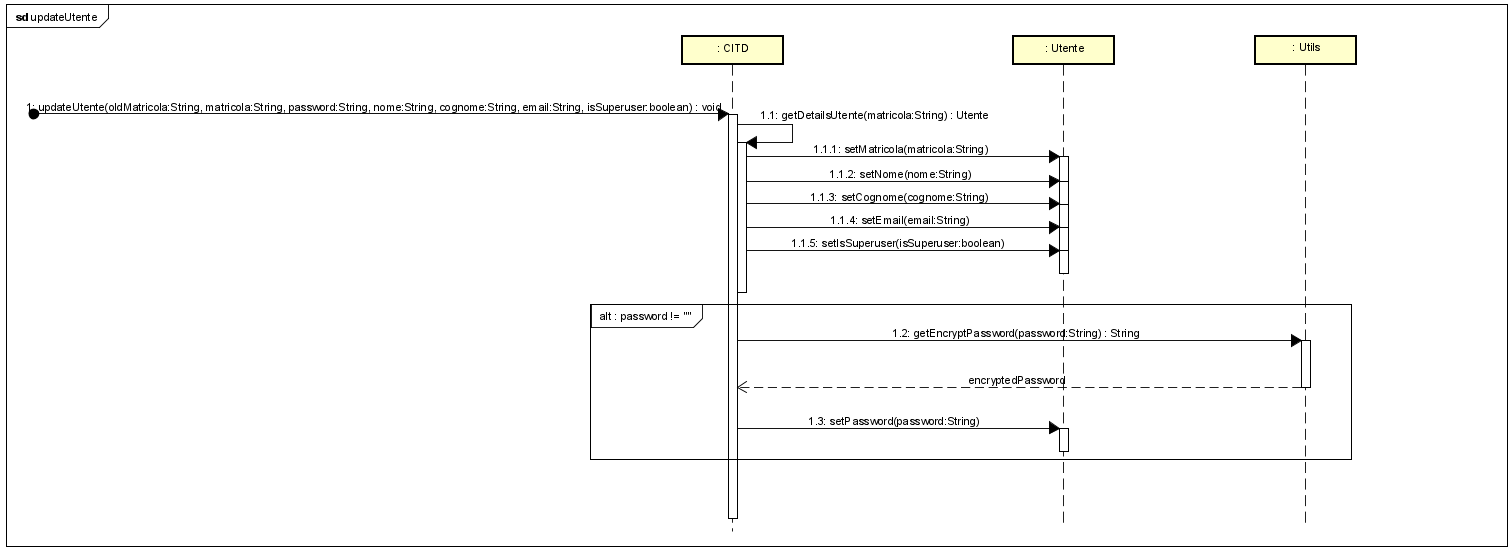 sd updateUtente
: CITD
: Utente
: Utils
1: updateUtente(oldMatricola:String, matricola:String, password:String, nome:String, cognome:String, email:String, isSuperuser:boolean) : void
1.1: getDetailsUtente(matricola:String) : Utente
1.1.1: setMatricola(matricola:String)
1.1.2: setNome(nome:String)
1.1.3: setCognome(cognome:String)
1.1.4: setEmail(email:String)
1.1.5: setIsSuperuser(isSuperuser:boolean)
alt : password != ""
1.2: getEncryptPassword(password:String) : String
encryptedPassword
1.3: setPassword(password:String)